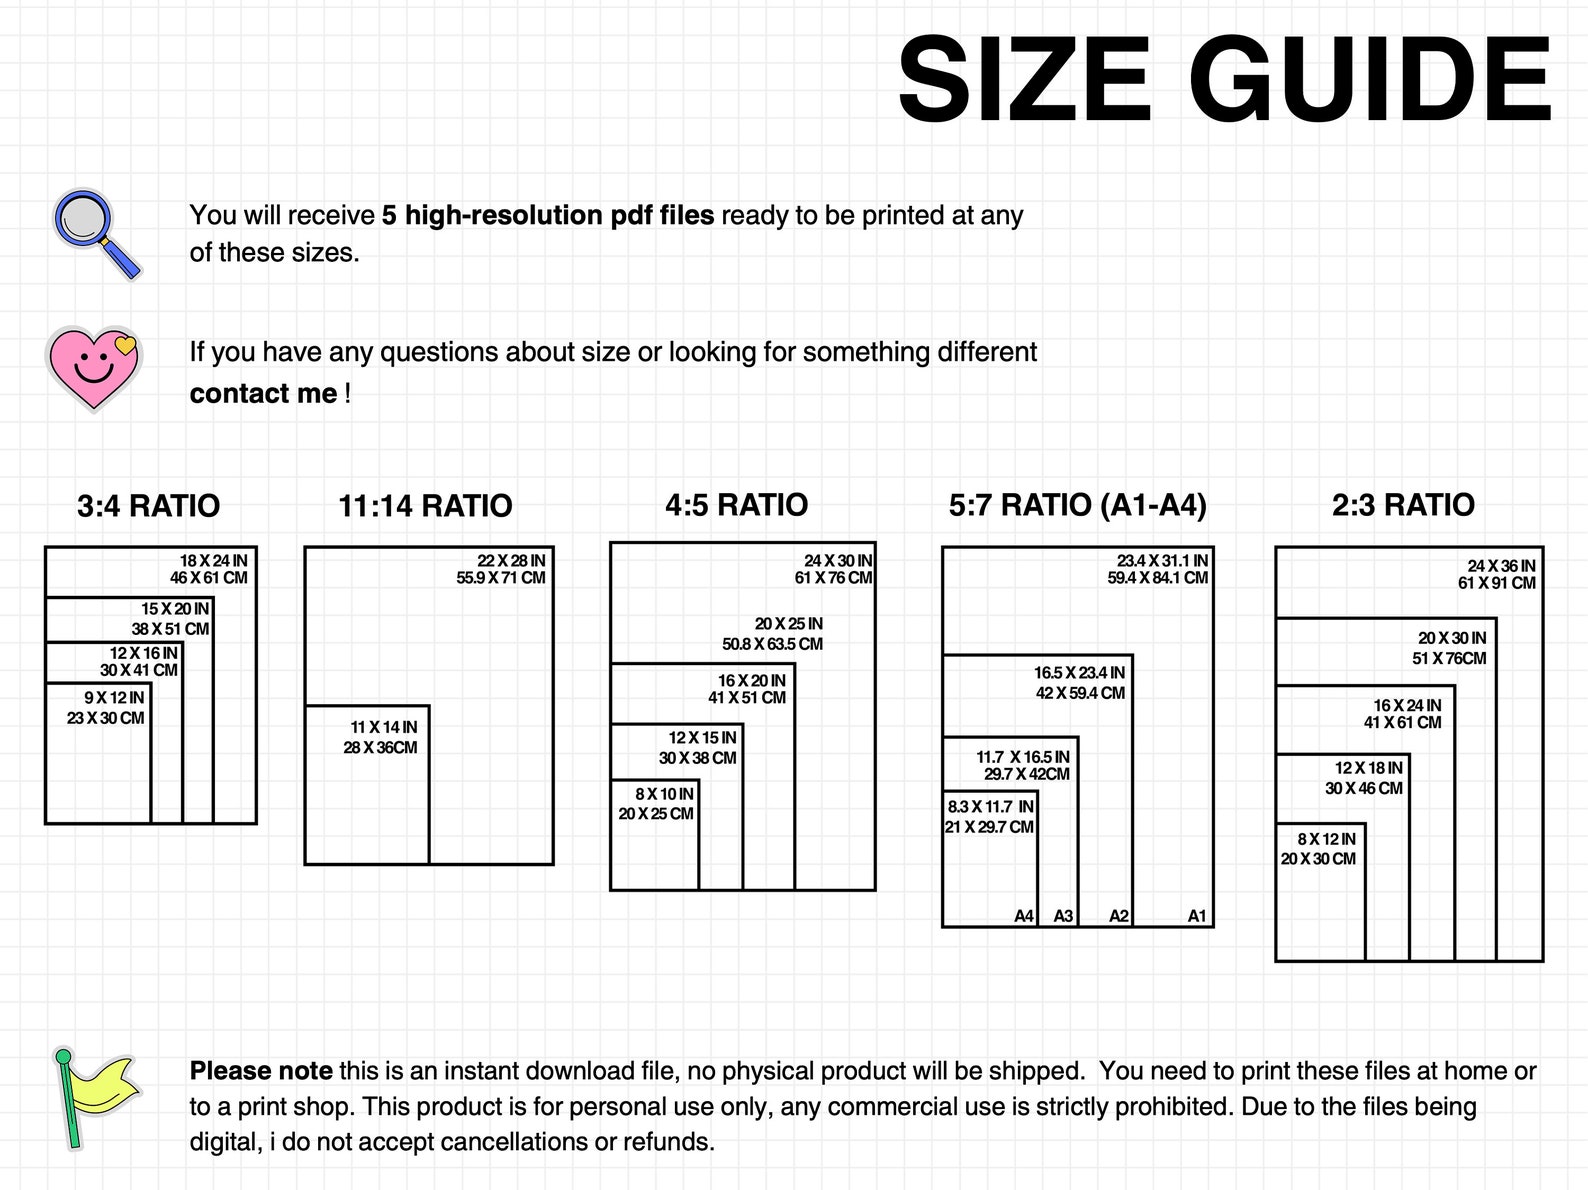 SIZE GUIDE
You will receive 5 high-resolution pdf files ready to be printed at any
of these sizes.
If you have any questions about size or looking for something different
contact me !
3:4 RATIO
18 X 24 IN
46 X 61 CM
15 X 20 IN
38 X 51 CM
12 X 16 IN
30 X 41 CM
9 X 12 IN
23 X 30 CM
11:14 RATIO
22 X 28 IN
55.9 X 71 CM
11 X 14 IN
28 X 36CM
4:5 RATIO
24 X 30 IN
61 X 76 CM
20 X 25 IN
50.8 X 63.5 CM
16 X 20 IN
41 X 51 CM
12 X 15 IN
30 X 38 CM
8 X 10 IN
20 X 25 CM
5:7 RATIO (A1-A4)
23.4 X 31.1 IN
59.4 X 84.1 CM
16.5 X 23.4 IN
42 X 59.4 CM
11.7 X 16.5 IN
29.7 X 42CM
8.3 X 11.7 IN
21 X 29.7 CM
A4 A3 A2 A1
2:3 RATIO
24 X 36 IN
61 X 91 CM
20 X 30 IN
51 X 76CM
16 X 24 IN
41 X 61 CM
12 X 18 IN
30 X 46 CM
8 X 12 IN
20 X 30 CM
Please note this is an instant download file, no physical product will be shipped.  You need to print these files at home or
to a print shop. This product is for personal use only, any commercial use is strictly prohibited. Due to the files being
digital, i do not accept cancellations or refunds.